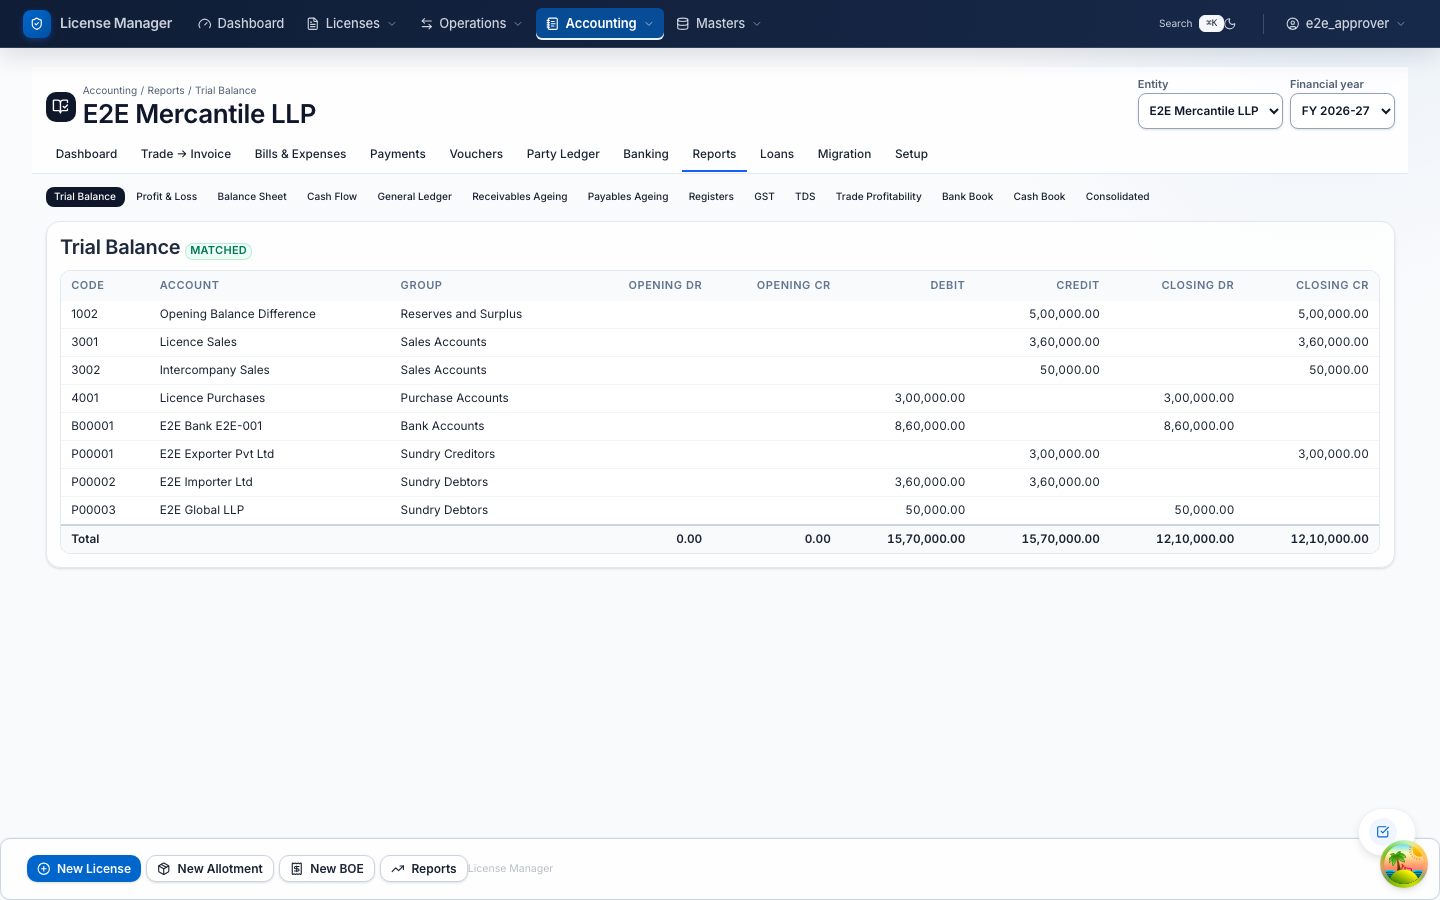 License Manager Dashboard Licenses Operations Accounting Masters Search ⌘K e2e_approver
Accounting / Reports / Trial Balance
E2E Mercantile LLP
Entity Financial year
E2E Mercantile LLP FY 2026-27
Dashboard Trade → Invoice Bills & Expenses Payments Vouchers Party Ledger Banking Reports Loans Migration Setup
Trial Balance Profit & Loss Balance Sheet Cash Flow General Ledger Receivables Ageing Payables Ageing Registers GST TDS Trade Profitability Bank Book Cash Book Consolidated
Trial Balance MATCHED
CODE ACCOUNT GROUP OPENING DR OPENING CR DEBIT CREDIT CLOSING DR CLOSING CR
1002 Opening Balance Difference Reserves and Surplus 5,00,000.00 5,00,000.00
3001 Licence Sales Sales Accounts 3,60,000.00 3,60,000.00
3002 Intercompany Sales Sales Accounts 50,000.00 50,000.00
4001 Licence Purchases Purchase Accounts 3,00,000.00 3,00,000.00
B00001 E2E Bank E2E-001 Bank Accounts 8,60,000.00 8,60,000.00
P00001 E2E Exporter Pvt Ltd Sundry Creditors 3,00,000.00 3,00,000.00
P00002 E2E Importer Ltd Sundry Debtors 3,60,000.00 3,60,000.00
P00003 E2E Global LLP Sundry Debtors 50,000.00 50,000.00
Total 0.00 0.00 15,70,000.00 15,70,000.00 12,10,000.00 12,10,000.00
New License New Allotment New BOE Reports License Manager